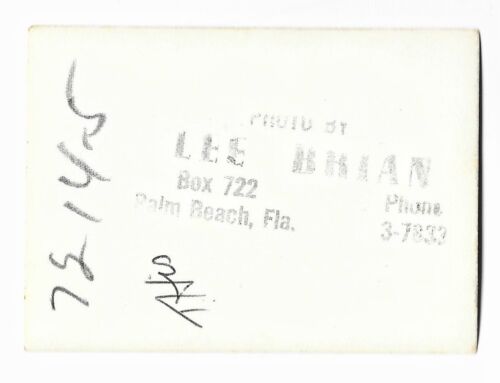 PHOTO BY
LEE BRIAN
Box 722 Phone
Palm Beach, Fla. 3-7833